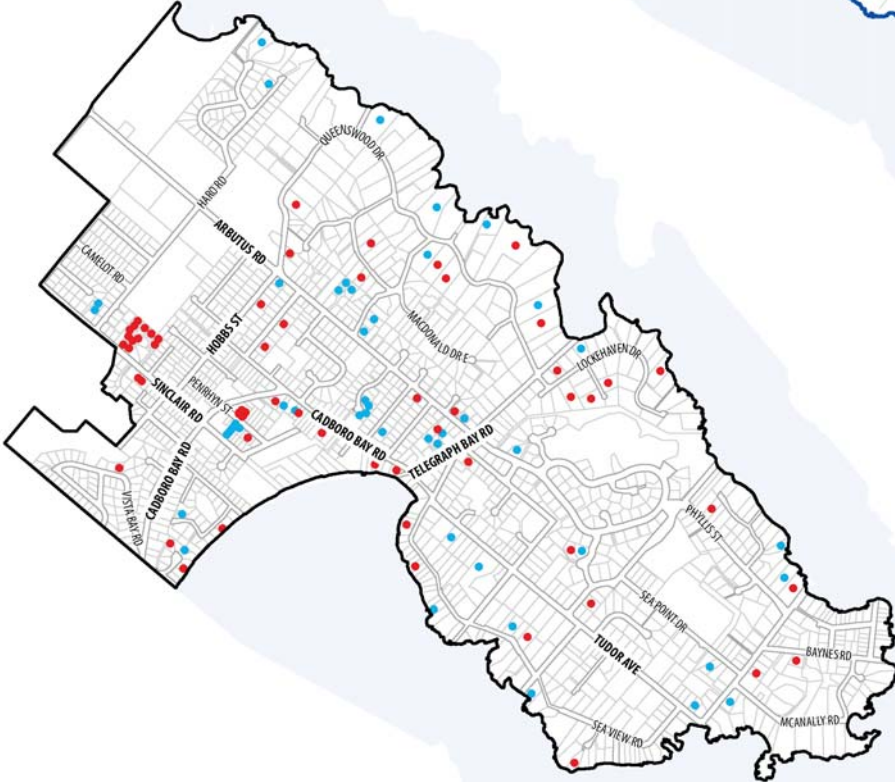 QUEENSWOOD DR
HARO RD
ARBUTUS RD
CAMELOT RD
HOBBS ST
MACDONALD DR E
LOCKEHAVEN DR
PENRHYN ST
SINCLAIR RD
CADBORO BAY RD
TELEGRAPH BAY RD
CADBORO BAY RD
VISTA BAY RD
PHYLLIS ST
SEA POINT DR
TUDOR AVE
BAYNES RD
SEA VIEW RD
MCANALLY RD